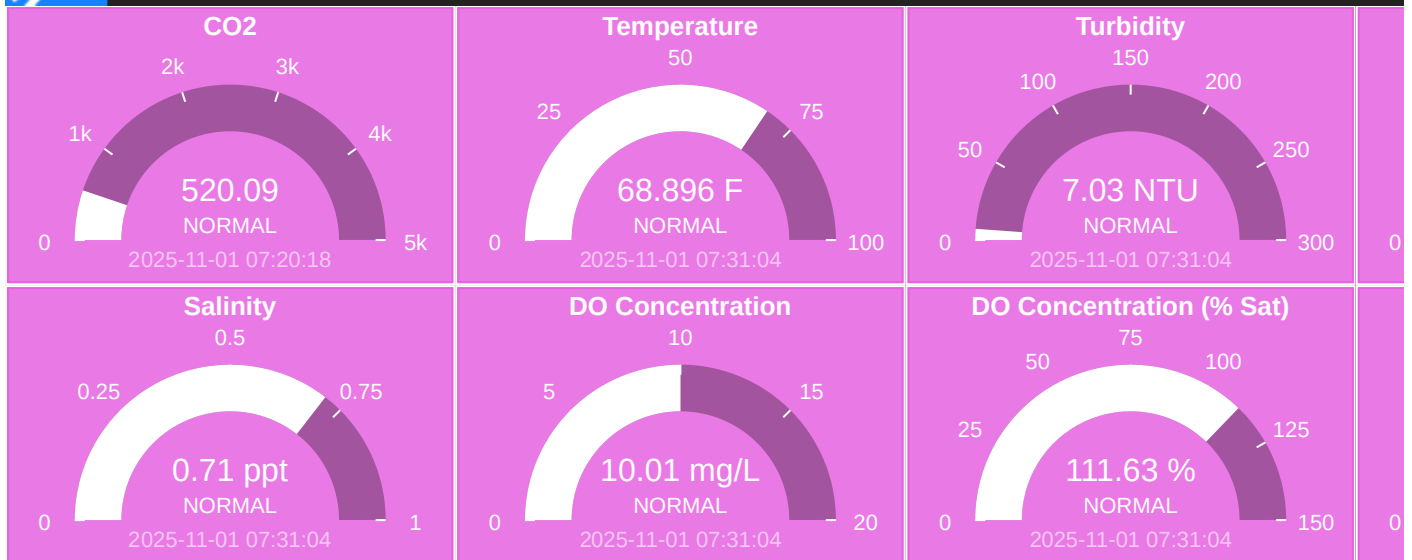 CO2
2k
3k
1k
4k
520.09
NORMAL
0
5k
2025-11-01 07:20:18
Temperature
50
25
75
68.896 F
NORMAL
0
100
2025-11-01 07:31:04
Turbidity
150
100
200
50
250
7.03 NTU
NORMAL
0
300
2025-11-01 07:31:04
0
Salinity
0.5
0.25
0.75
0.71 ppt
NORMAL
0
1
2025-11-01 07:31:04
DO Concentration
10
5
15
10.01 mg/L
NORMAL
0
20
2025-11-01 07:31:04
DO Concentration (% Sat)
75
50
100
25
125
111.63 %
NORMAL
0
150
2025-11-01 07:31:04
0